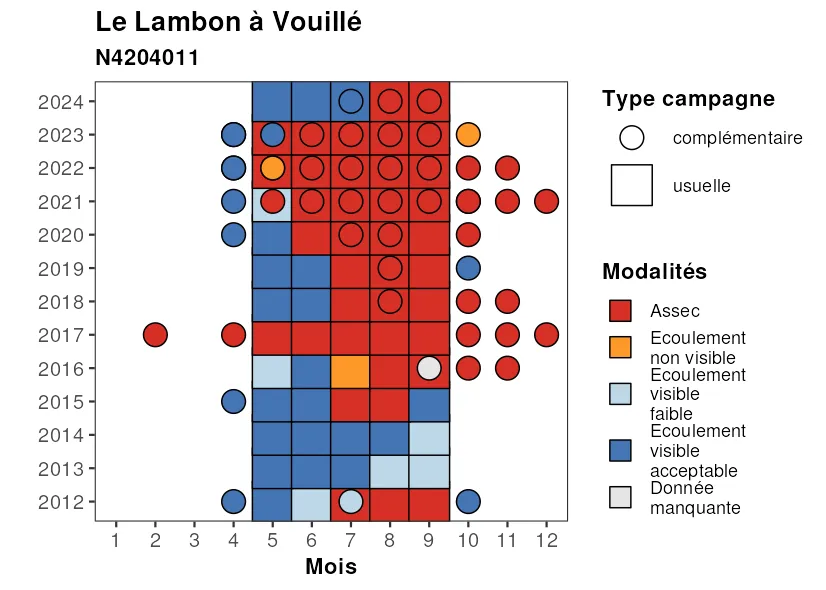 Le Lambon à Vouillé
N4204011
2024
2023
2022
2021
2020
2019
2018
2017
2016
2015
2014
2013
2012
1 2 3 4 5 6 7 8 9 10 11 12
Mois
Type campagne
complémentaire
usuelle
Modalités
Assec
Ecoulement
non visible
Ecoulement
visible
faible
Ecoulement
visible
acceptable
Donnée
manquante